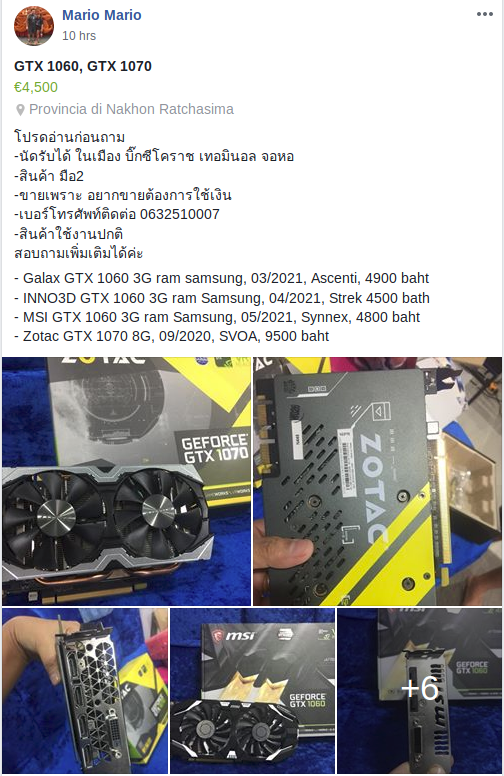 Mario Mario
10 hrs
GTX 1060, GTX 1070
€4,500
Provincia di Nakhon Ratchasima
โปรดอ่านก่อนถาม
-นัดรับได้ ในเมือง บิ๊กซีโคราช เทอมินอล จอหอ
-สินค้า มือ2
-ขายเพราะ อยากขายต้องการใช้เงิน
-เบอร์โทรศัพท์ติดต่อ 0632510007
-สินค้าใช้งานปกติ
สอบถามเพิ่มเติมได้ค่ะ
- Galax GTX 1060 3G ram samsung, 03/2021, Ascenti, 4900 baht
- INNO3D GTX 1060 3G ram Samsung, 04/2021, Strek 4500 bath
- MSI GTX 1060 3G ram Samsung, 05/2021, Synnex, 4800 baht
- Zotac GTX 1070 8G, 09/2020, SVOA, 9500 baht
ZOTAC
GEFORCE
GTX 1070
ZOTAC
msi
GEFORCE
GTX 1060
GEFORCE
GTX 1060
+6